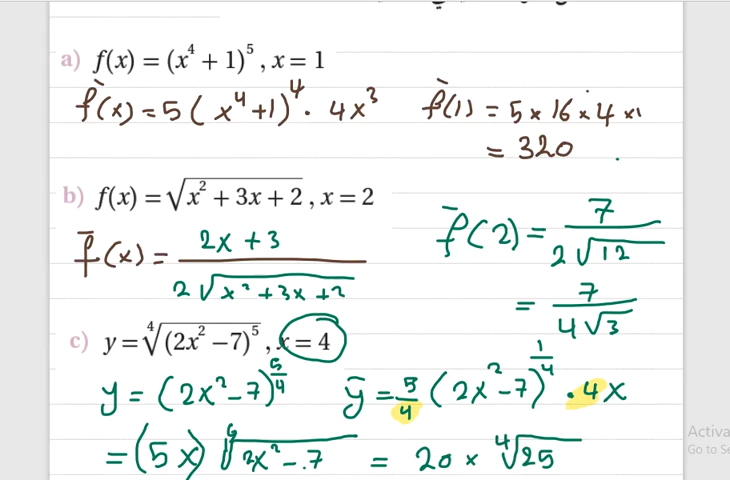 a) f(x) = (x⁴ + 1)⁵ , x = 1
f̄(x) = 5(x⁴+1)⁴ · 4x³
f̄(1) = 5 × 16 × 4 × 1
= 320
b) f(x) = √(x² + 3x + 2) , x = 2
f̄(x) = (2x + 3) / (2√(x² + 3x + 2))
f̄(2) = 7 / (2√12)
= 7 / (4√3)
c) y = ⁴√((2x² − 7)⁵) , x = 4
y = (2x² − 7)^(5/4)
ȳ = 5/4 (2x² − 7)^(1/4) · 4x
= (5x) √(2x² − 7) = 20 × ⁴√25
Activa
Go to Se